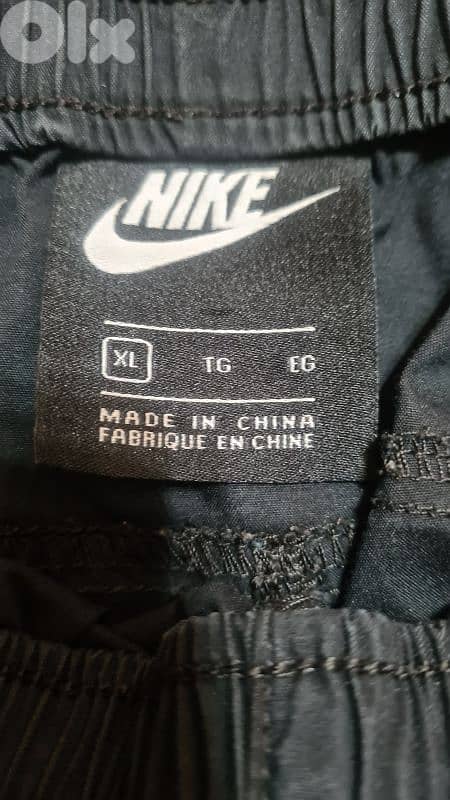 OLX
NIKE
XL TG EG
MADE IN CHINA
FABRIQUE EN CHINE